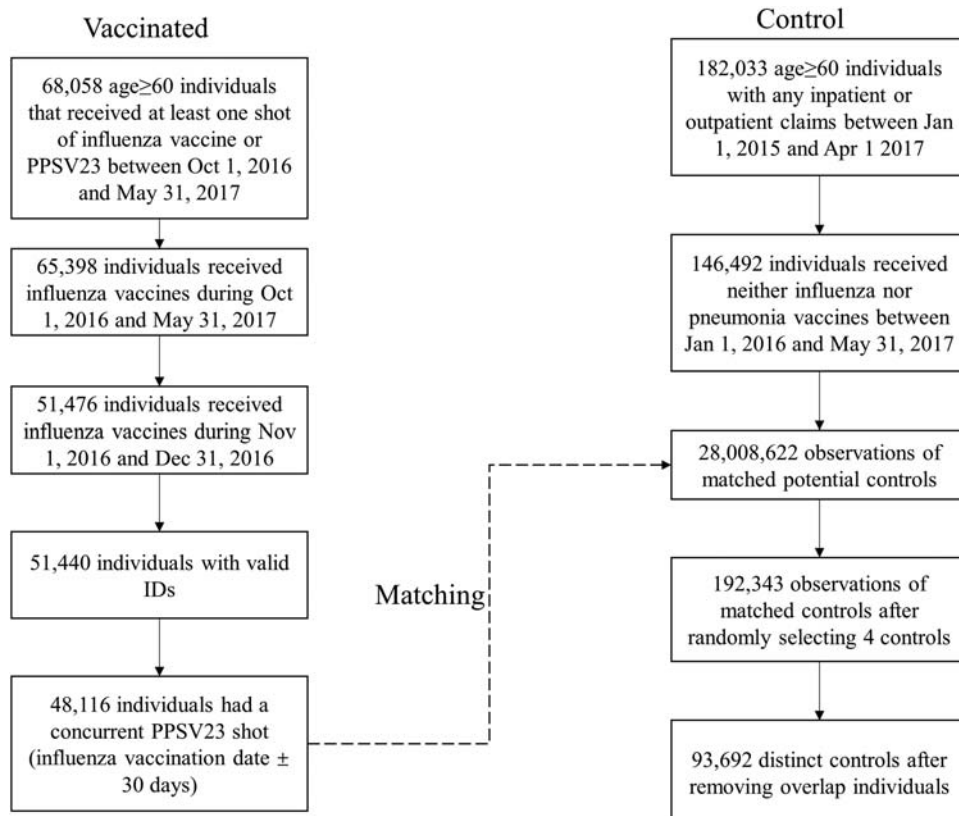 Vaccinated
68,058 age≥60 individuals
that received at least one shot
of influenza vaccine or
PPSV23 between Oct 1, 2016
and May 31, 2017
65,398 individuals received
influenza vaccines during Oct
1, 2016 and May 31, 2017
51,476 individuals received
influenza vaccines during Nov
1, 2016 and Dec 31, 2016
51,440 individuals with valid
IDs
48,116 individuals had a
concurrent PPSV23 shot
(influenza vaccination date ±
30 days)
Matching
Control
182,033 age≥60 individuals
with any inpatient or
outpatient claims between Jan
1, 2015 and Apr 1 2017
146,492 individuals received
neither influenza nor
pneumonia vaccines between
Jan 1, 2016 and May 31, 2017
28,008,622 observations of
matched potential controls
192,343 observations of
matched controls after
randomly selecting 4 controls
93,692 distinct controls after
removing overlap individuals